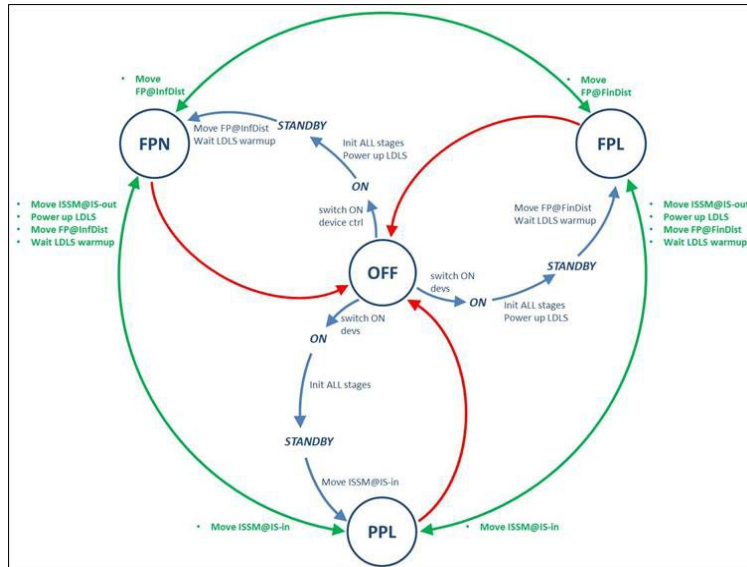 • Move
FP@InfDist
• Move
FP@FinDist
FPN
Move FP@InfDist
Wait LDLS warmup
STANDBY
Init ALL stages
Power up LDLS
ON
switch ON
device ctrl
FPL
• Move ISSM@IS-out
• Power up LDLS
• Move FP@InfDist
• Wait LDLS warmup
Move FP@FinDist
Wait LDLS warmup
• Move ISSM@IS-out
• Power up LDLS
• Move FP@FinDist
• Wait LDLS warmup
OFF
STANDBY
switch ON
devs
ON
Init ALL stages
Power up LDLS
switch ON
devs
ON
Init ALL stages
STANDBY
Move ISSM@IS-in
• Move ISSM@IS-in
PPL
• Move ISSM@IS-in